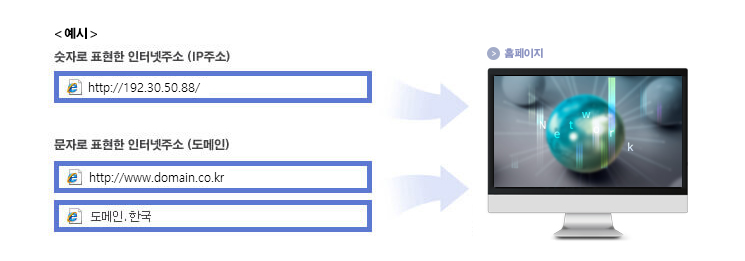 < 예시 >
숫자로 표현한 인터넷주소 (IP주소)
http://192.30.50.88/
문자로 표현한 인터넷주소 (도메인)
http://www.domain.co.kr
도메인.한국
홈페이지
Network